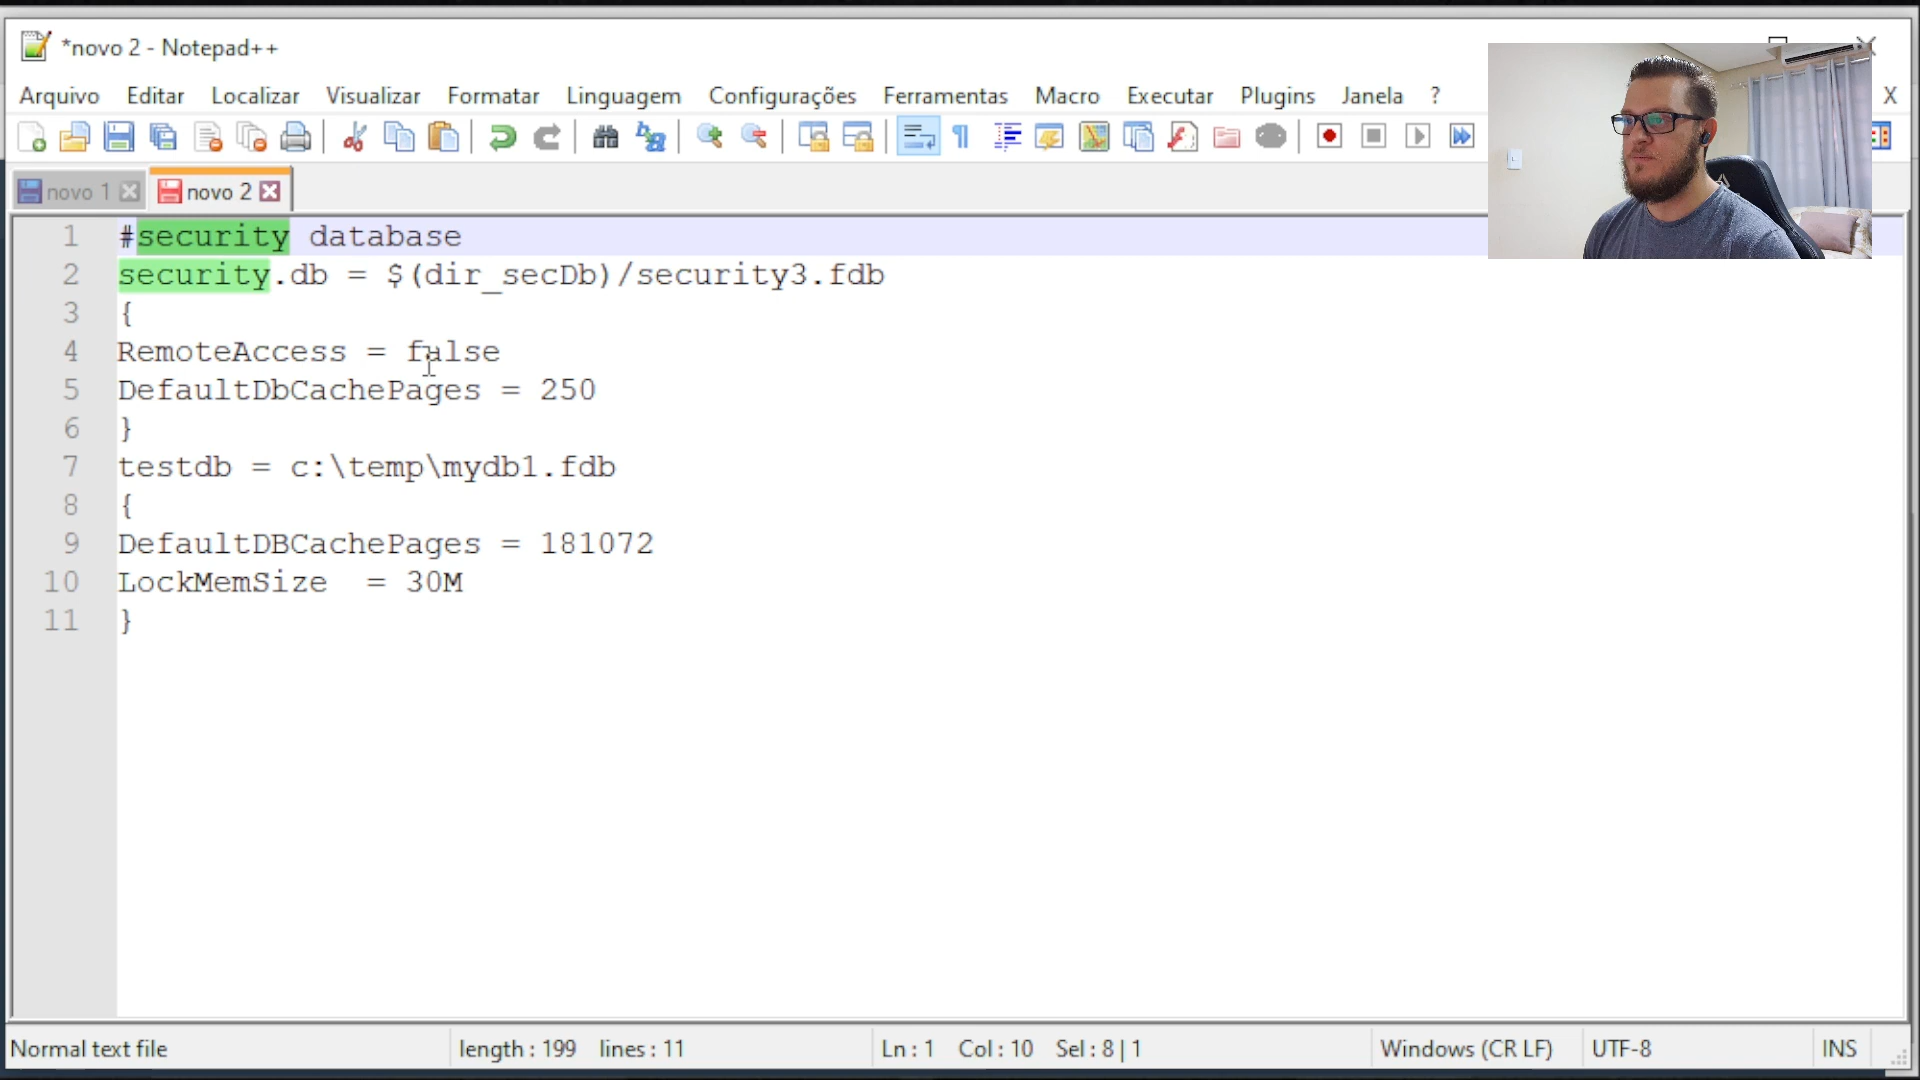 *novo 2 - Notepad++
Arquivo Editar Localizar Visualizar Formatar Linguagem Configurações Ferramentas Macro Executar Plugins Janela ? X
novo 1 novo 2
1 #security database
2 security.db = $(dir_secDb)/security3.fdb
3 {
4 RemoteAccess = false
5 DefaultDbCachePages = 250
6 }
7 testdb = c:\temp\mydb1.fdb
8 {
9 DefaultDBCachePages = 181072
10 LockMemSize  = 30M
11 }
Normal text file length : 199 lines : 11 Ln : 1 Col : 10 Sel : 8 | 1 Windows (CR LF) UTF-8 INS